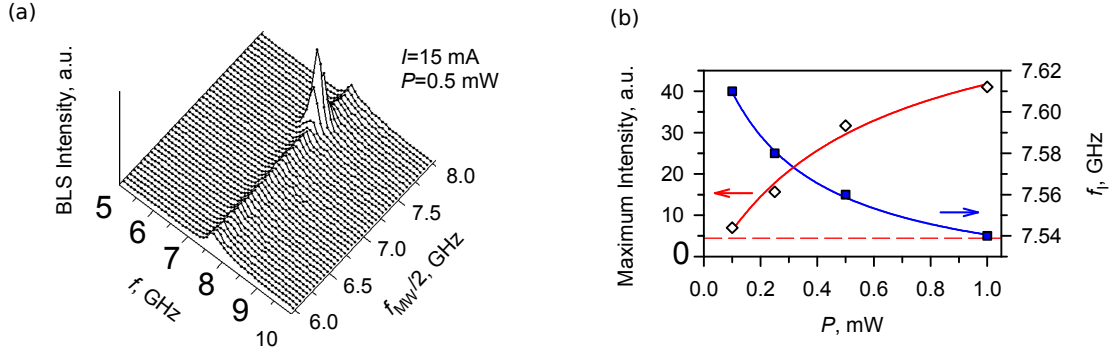 (a)
BLS Intensity, a.u.
I=15 mA
P=0.5 mW
5
6
7
8
9
10
f, GHz
6.0
6.5
7.0
7.5
8.0
fMW/2, GHz
(b)
Maximum Intensity, a.u.
40
30
20
10
5
0
7.62
7.60
7.58
7.56
7.54
fI, GHz
0.0
0.2
0.4
0.6
0.8
1.0
P, mW